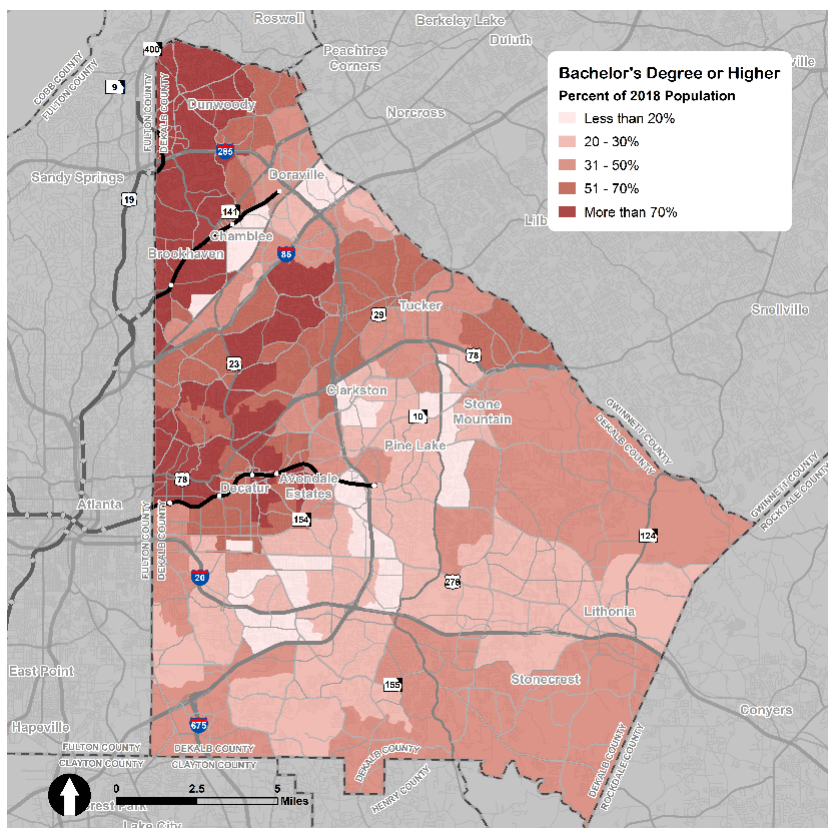 Roswell
Berkeley Lake
Duluth
Peachtree
Corners
400
COBB COUNTY
FULTON COUNTY
9
FULTON COUNTY
DEKALB COUNTY
Dunwoody
Norcross
Bachelor's Degree or Higher
Percent of 2018 Population
Less than 20%
20 - 30%
31 - 50%
51 - 70%
More than 70%
ville
285
Sandy Springs
Doraville
19
141
Chamblee
Lilb
Brookhaven
85
Tucker
29
Snellville
23
78
Clarkston
10
Stone
Mountain
GWINNETT COUNTY
DEKALB COUNTY
Pine Lake
78
Decatur
Avondale
Estates
Atlanta
154
GWINNETT COUNTY
ROCKDALE COUNTY
FULTON COUNTY
DEKALB COUNTY
124
20
278
Lithonia
East Point
155
Stonecrest
Conyers
Hapeville
675
FULTON COUNTY
DEKALB COUNTY
CLAYTON COUNTY
CLAYTON COUNTY
DEKALB COUNTY
HENRY COUNTY
DEKALB COUNTY
ROCKDALE COUNTY
0
2.5
5
Miles
rest Park
Lake City